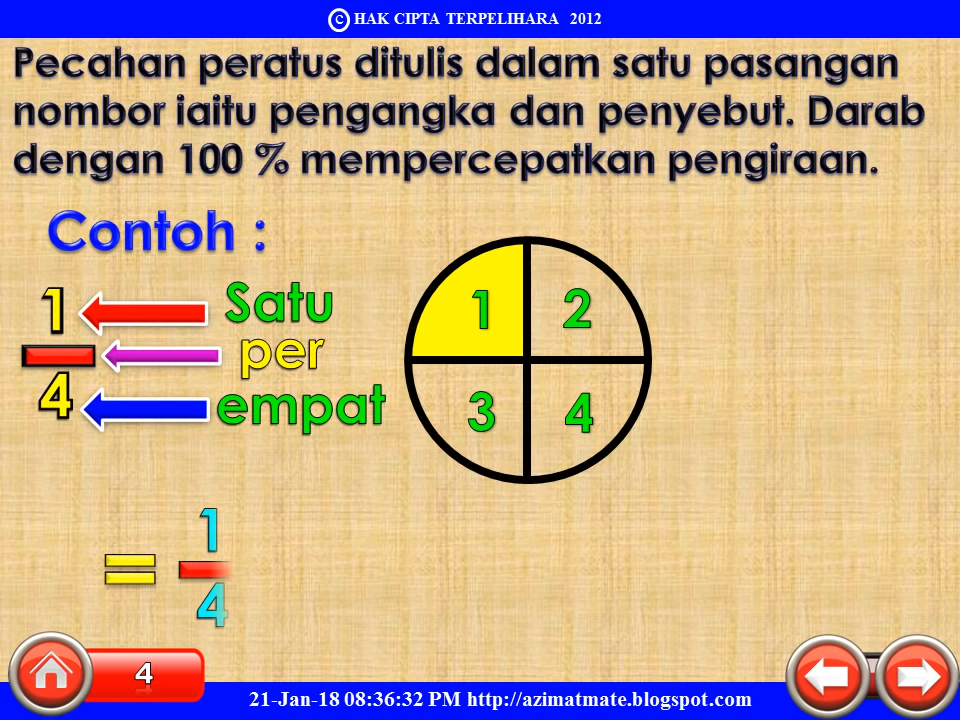 © HAK CIPTA TERPELIHARA 2012
Pecahan peratus ditulis dalam satu pasangan
nombor iaitu pengangka dan penyebut. Darab
dengan 100 % mempercepatkan pengiraan.
Contoh :
1
4
Satu
per
empat
1 2
3 4
=
1
4
4
21-Jan-18 08:36:32 PM http://azimatmate.blogspot.com